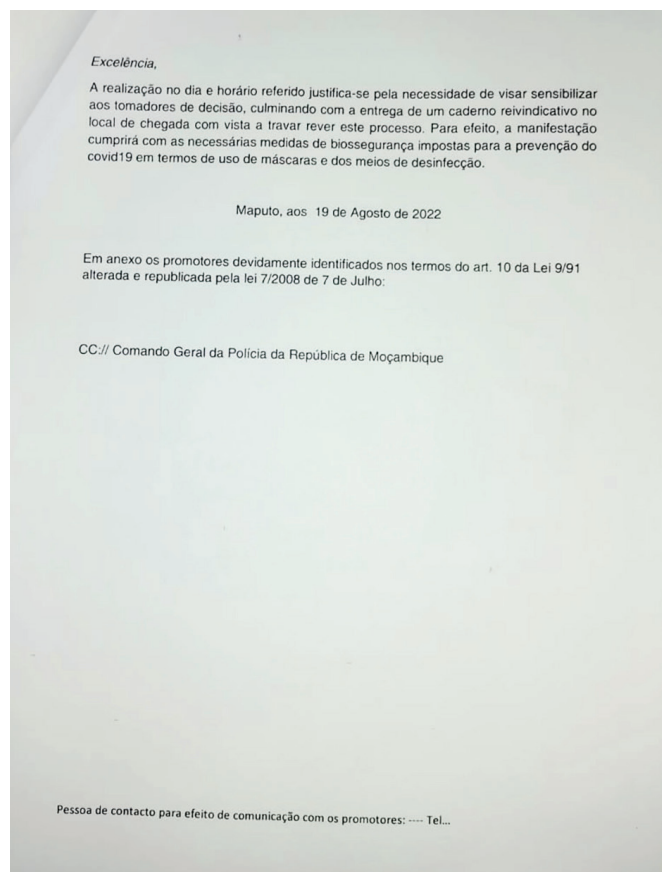 Excelência,
A realização no dia e horário referido justifica-se pela necessidade de visar sensibilizar
aos tomadores de decisão, culminando com a entrega de um caderno reivindicativo no
local de chegada com vista a travar rever este processo. Para efeito, a manifestação
cumprirá com as necessárias medidas de biossegurança impostas para a prevenção do
covid19 em termos de uso de máscaras e dos meios de desinfecção.
Maputo, aos 19 de Agosto de 2022
Em anexo os promotores devidamente identificados nos termos do art. 10 da Lei 9/91
alterada e republicada pela lei 7/2008 de 7 de Julho:
CC:// Comando Geral da Polícia da República de Moçambique
Pessoa de contacto para efeito de comunicação com os promotores: ---- Tel...